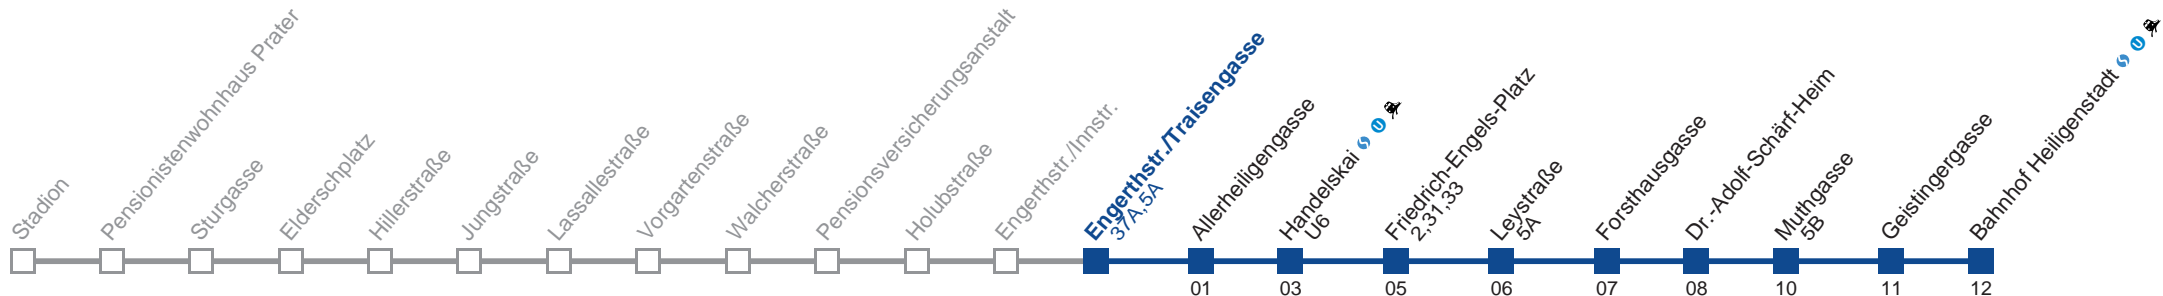 Stadion
Pensionistenwohnhaus Prater
Sturgasse
Elderschplatz
Hillerstraße
Jungstraße
Lassallestraße
Vorgartenstraße
Walcherstraße
Pensionsversicherungsanstalt
Holubstraße
Engerthstr./Innstr.
Engerthstr./Traisengasse
37A,5A
Allerheiligengasse
Handelskai S U
U6
Friedrich-Engels-Platz
2,31,33
Leystraße
5A
Forsthausgasse
Dr.-Adolf-Schärf-Heim
Muthgasse
5B
Geistingergasse
Bahnhof Heiligenstadt S U
01 03 05 06 07 08 10 11 12